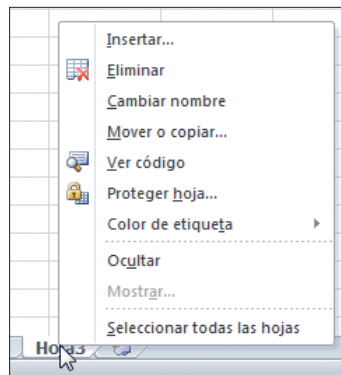 Insertar...
Eliminar
Cambiar nombre
Mover o copiar...
Ver código
Proteger hoja...
Color de etiqueta
Ocultar
Mostrar...
Seleccionar todas las hojas
Hoja3